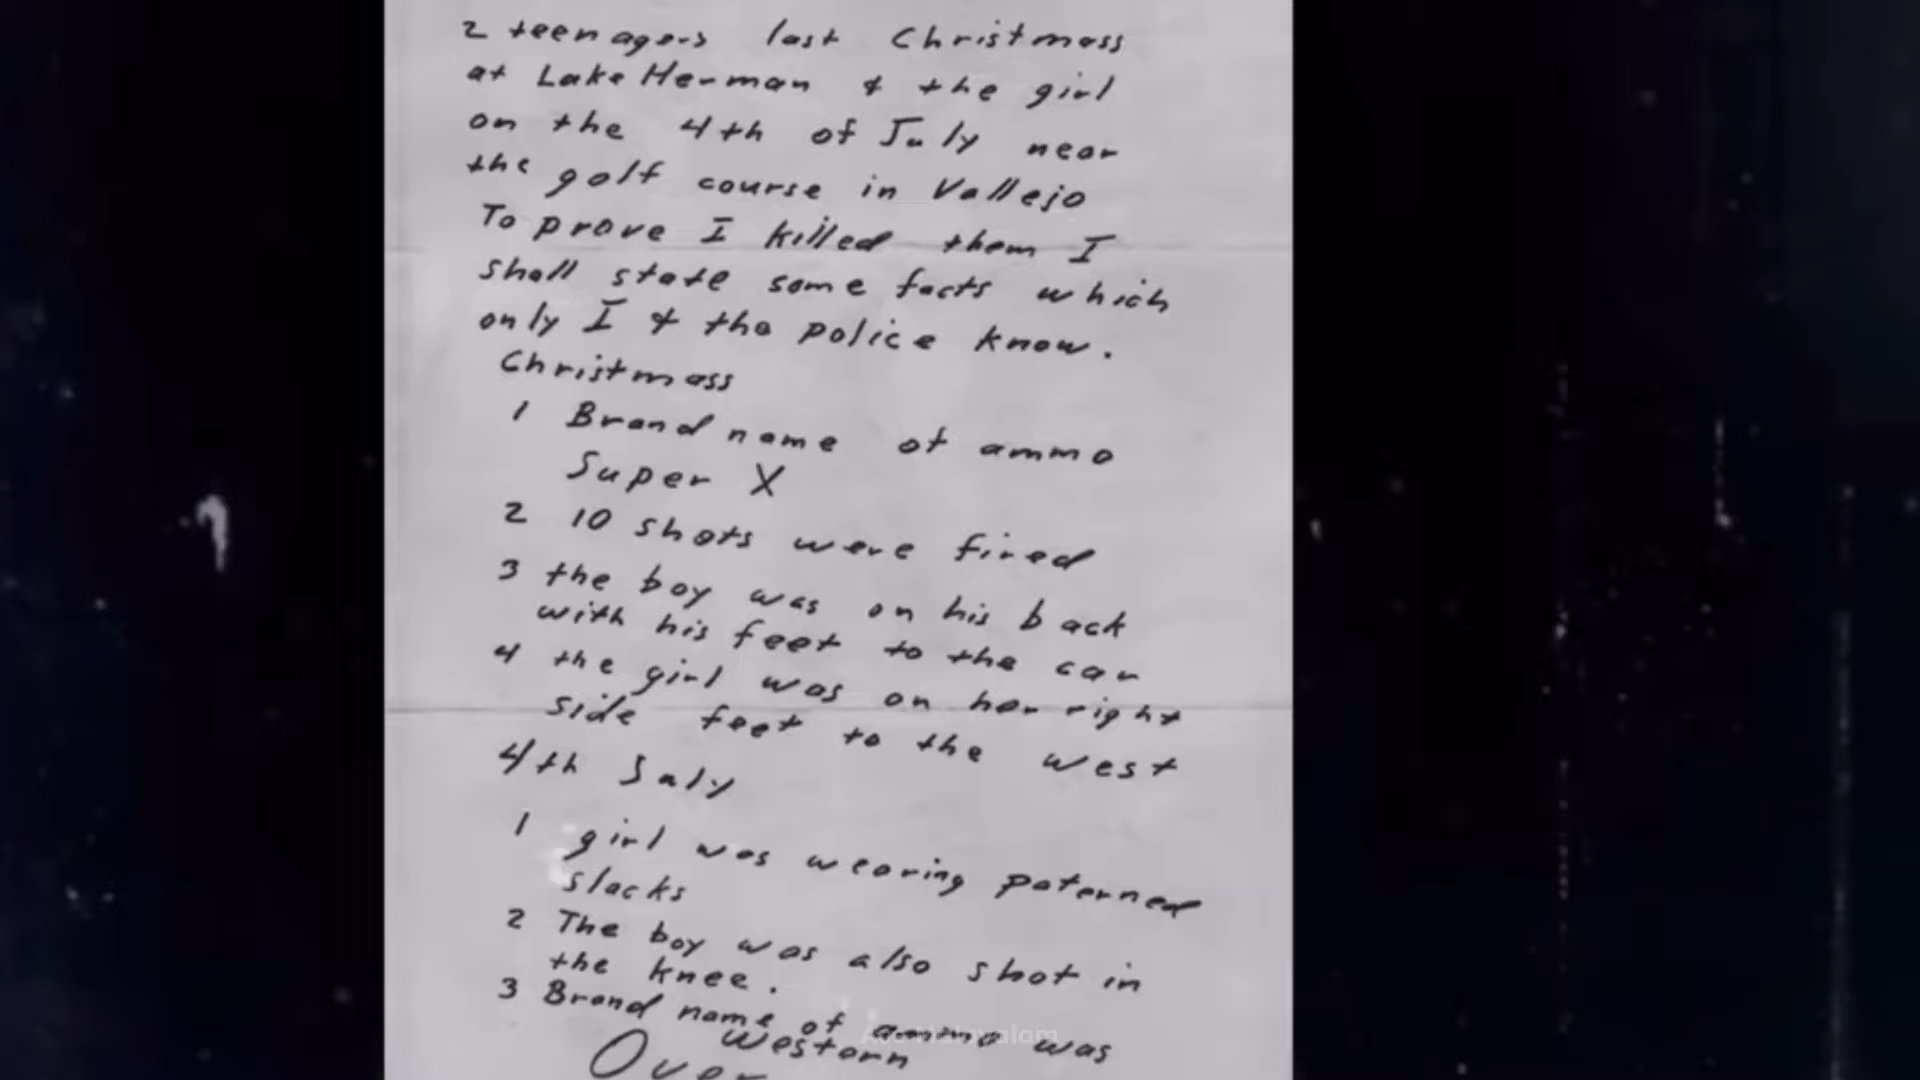 2 teenagers last Christmass
at Lake Herman & the girl
on the 4th of July near
the golf course in Vallejo
To prove I killed them I
shall state some facts which
only I & the police know.
Christmass
1 Brand name of ammo
Super X
2 10 shots were fired
3 the boy was on his back
with his feet to the car
4 the girl was on her right
side feet to the west
4th July
1 girl was wearing paterned
slacks
2 The boy was also shot in
the knee.
3 Brand name of ammo was
Western
Over